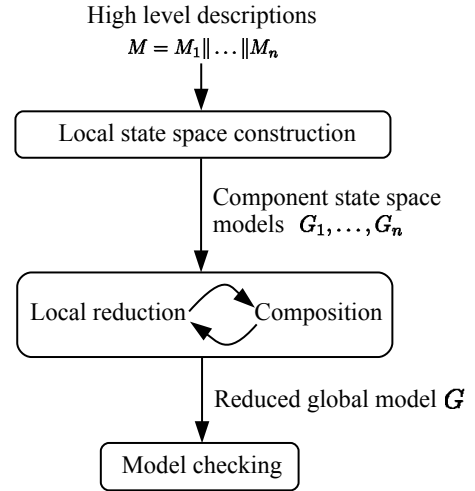 High level descriptions
M = M₁‖…‖Mₙ
Local state space construction
Component state space
models G₁,…,Gₙ
Local reduction Composition
Reduced global model G
Model checking